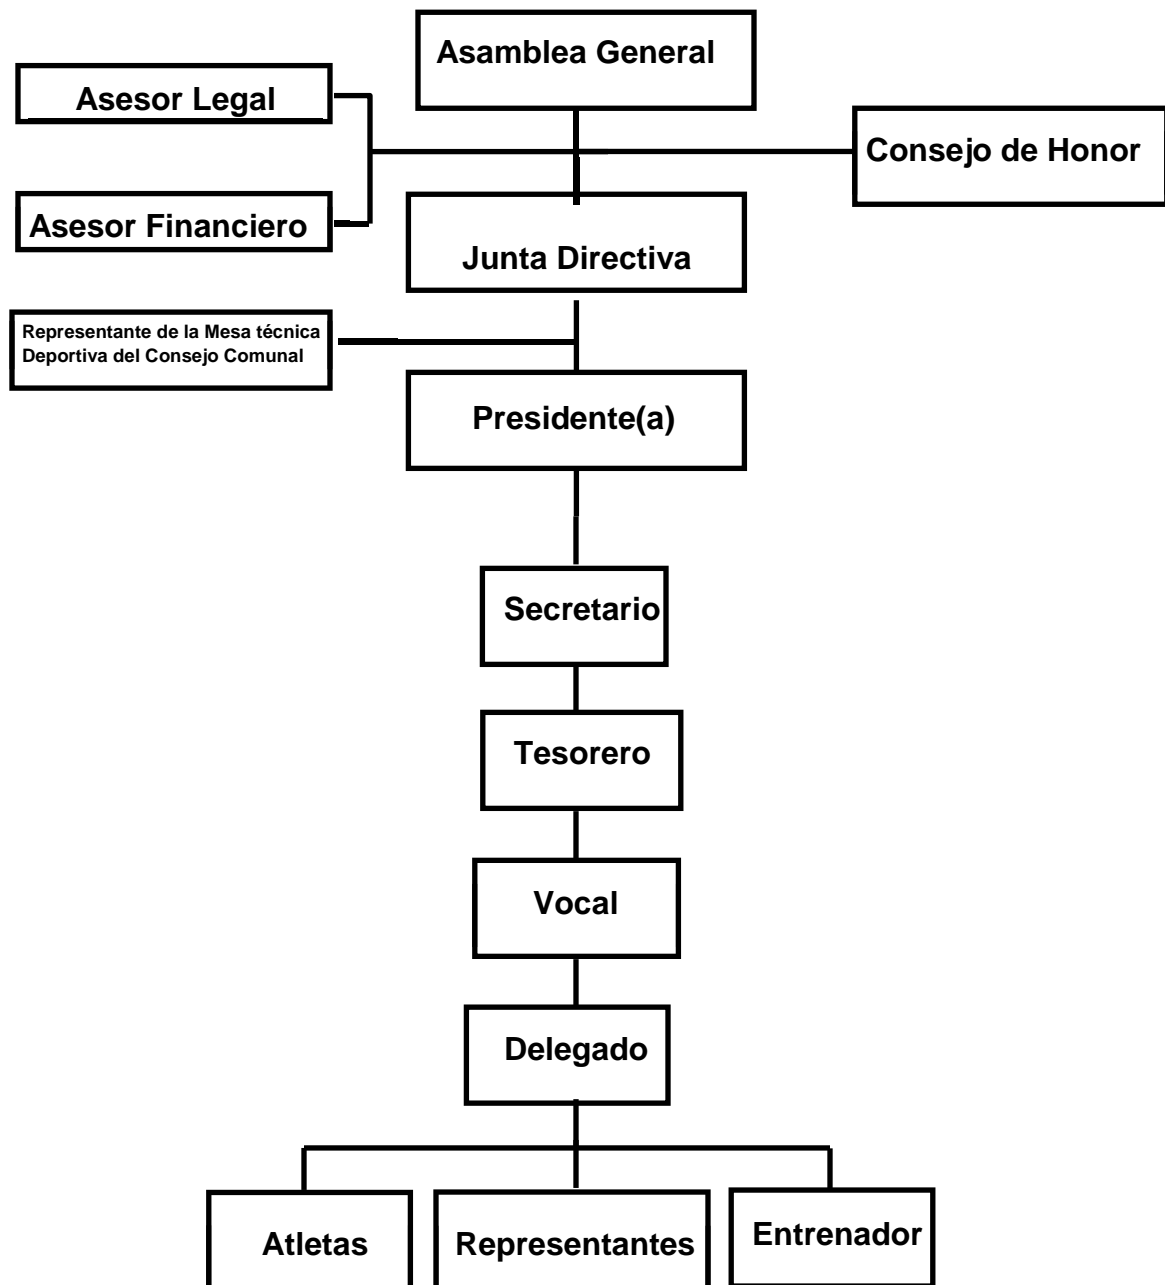 Asamblea General
Asesor Legal
Consejo de Honor
Asesor Financiero
Junta Directiva
Representante de la Mesa técnica
Deportiva del Consejo Comunal
Presidente(a)
Secretario
Tesorero
Vocal
Delegado
Atletas
Representantes
Entrenador